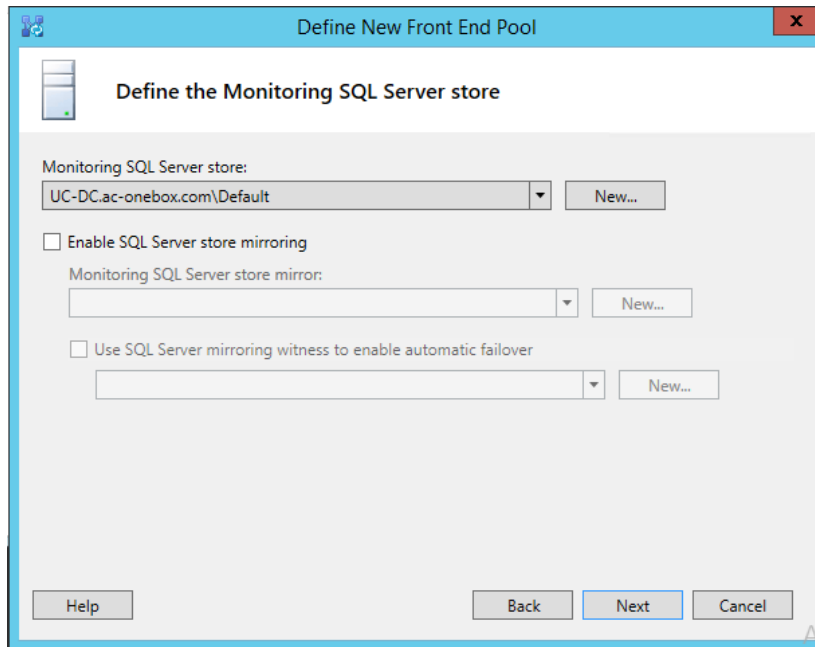 Define New Front End Pool
x
Define the Monitoring SQL Server store
Monitoring SQL Server store:
UC-DC.ac-onebox.com\Default
New...
Enable SQL Server store mirroring
Monitoring SQL Server store mirror:
New...
Use SQL Server mirroring witness to enable automatic failover
New...
Help
Back
Next
Cancel
A